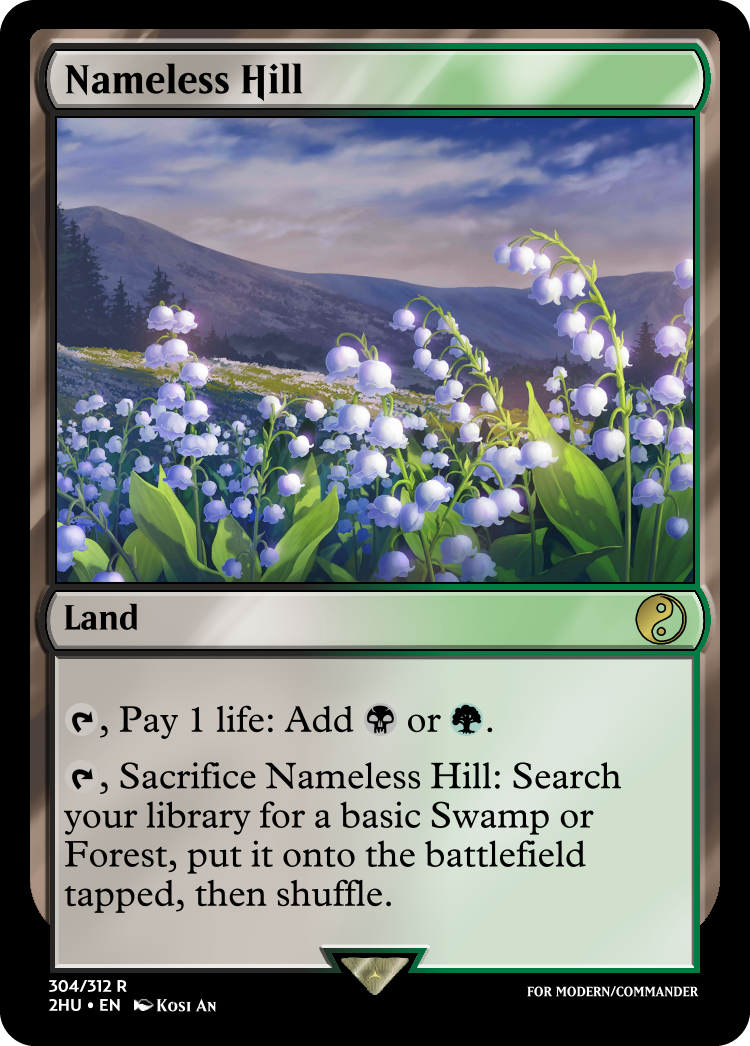 Nameless Hill
Land
, Pay 1 life: Add or .
, Sacrifice Nameless Hill: Search
your library for a basic Swamp or
Forest, put it onto the battlefield
tapped, then shuffle.
304/312 R
2HU • EN Kosi An
FOR MODERN/COMMANDER